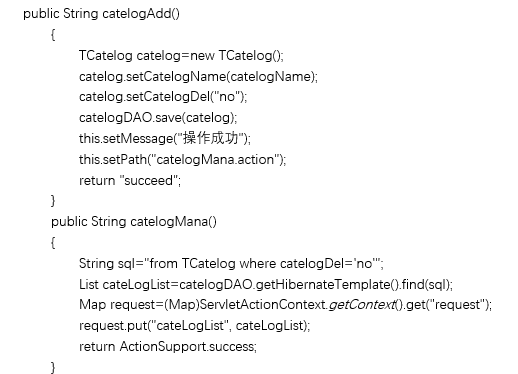 public String catelogAdd()
{
TCatelog catelog=new TCatelog();
catelog.setCatelogName(catelogName);
catelog.setCatelogDel("no");
catelogDAO.save(catelog);
this.setMessage("操作成功");
this.setPath("catelogMana.action");
return "succeed";
}
public String catelogMana()
{
String sql="from TCatelog where catelogDel='no'";
List cateLogList=catelogDAO.getHibernateTemplate().find(sql);
Map request=(Map)ServletActionContext.getContext().get("request");
request.put("cateLogList", cateLogList);
return ActionSupport.success;
}